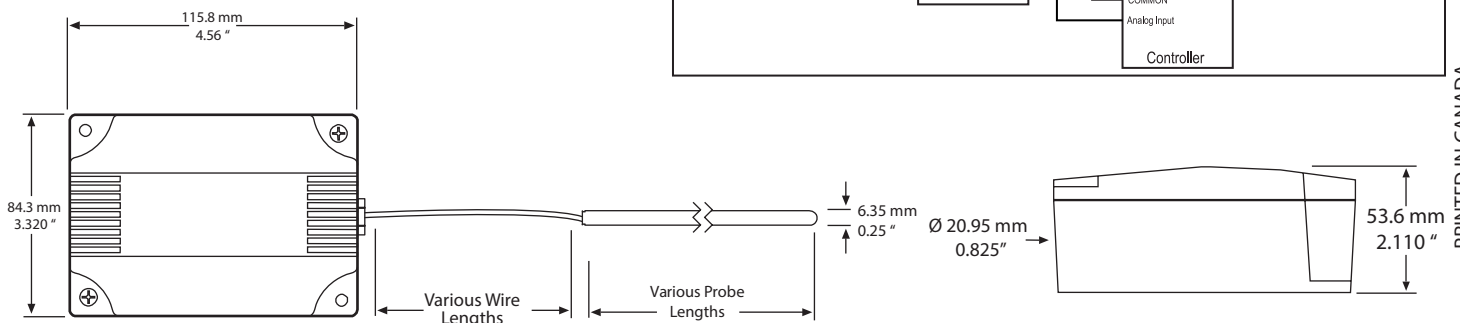 COMMON
Analog Input
Controller
115.8 mm
4.56 "
84.3 mm
3.320 "
6.35 mm
0.25 "
Various Wire
Lengths
Various Probe
Lengths
Ø 20.95 mm
0.825"
53.6 mm
2.110 "
PRINTED IN CANADA